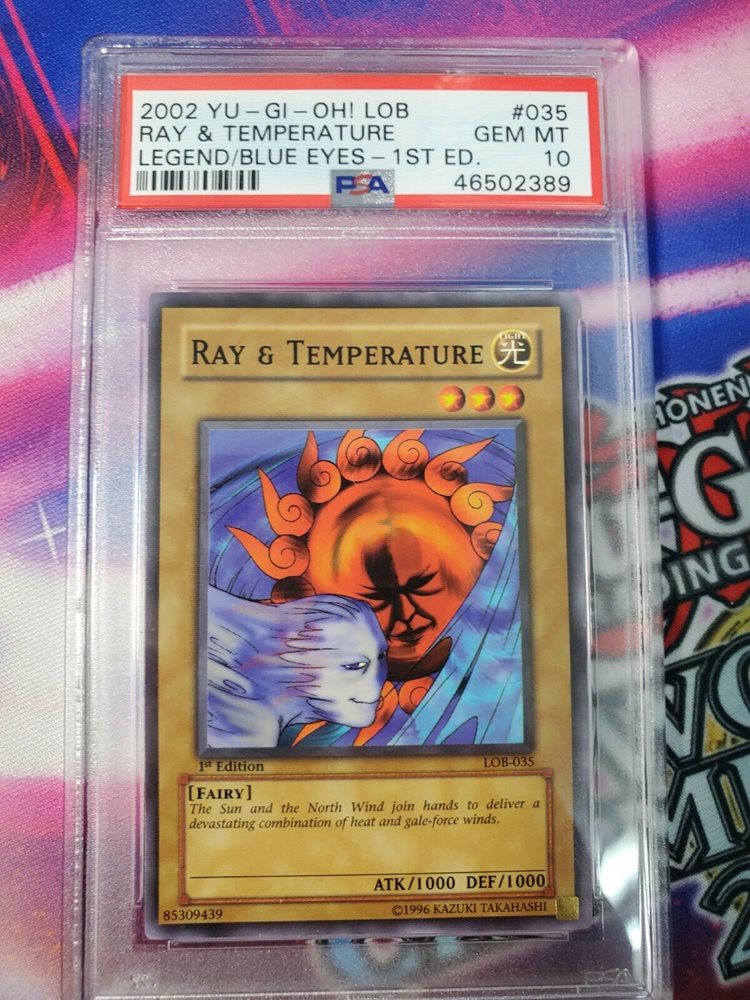 2002 YU-GI-OH! LOB #035
RAY & TEMPERATURE GEM MT
LEGEND/BLUE EYES-1ST ED. 10
PSA 46502389
RAY & TEMPERATURE
LIGHT
光
1st Edition LOB-035
[FAIRY]
The Sun and the North Wind join hands to deliver a
devastating combination of heat and gale-force winds.
ATK/1000 DEF/1000
85309439 ©1996 KAZUKI TAKAHASHI
PSA